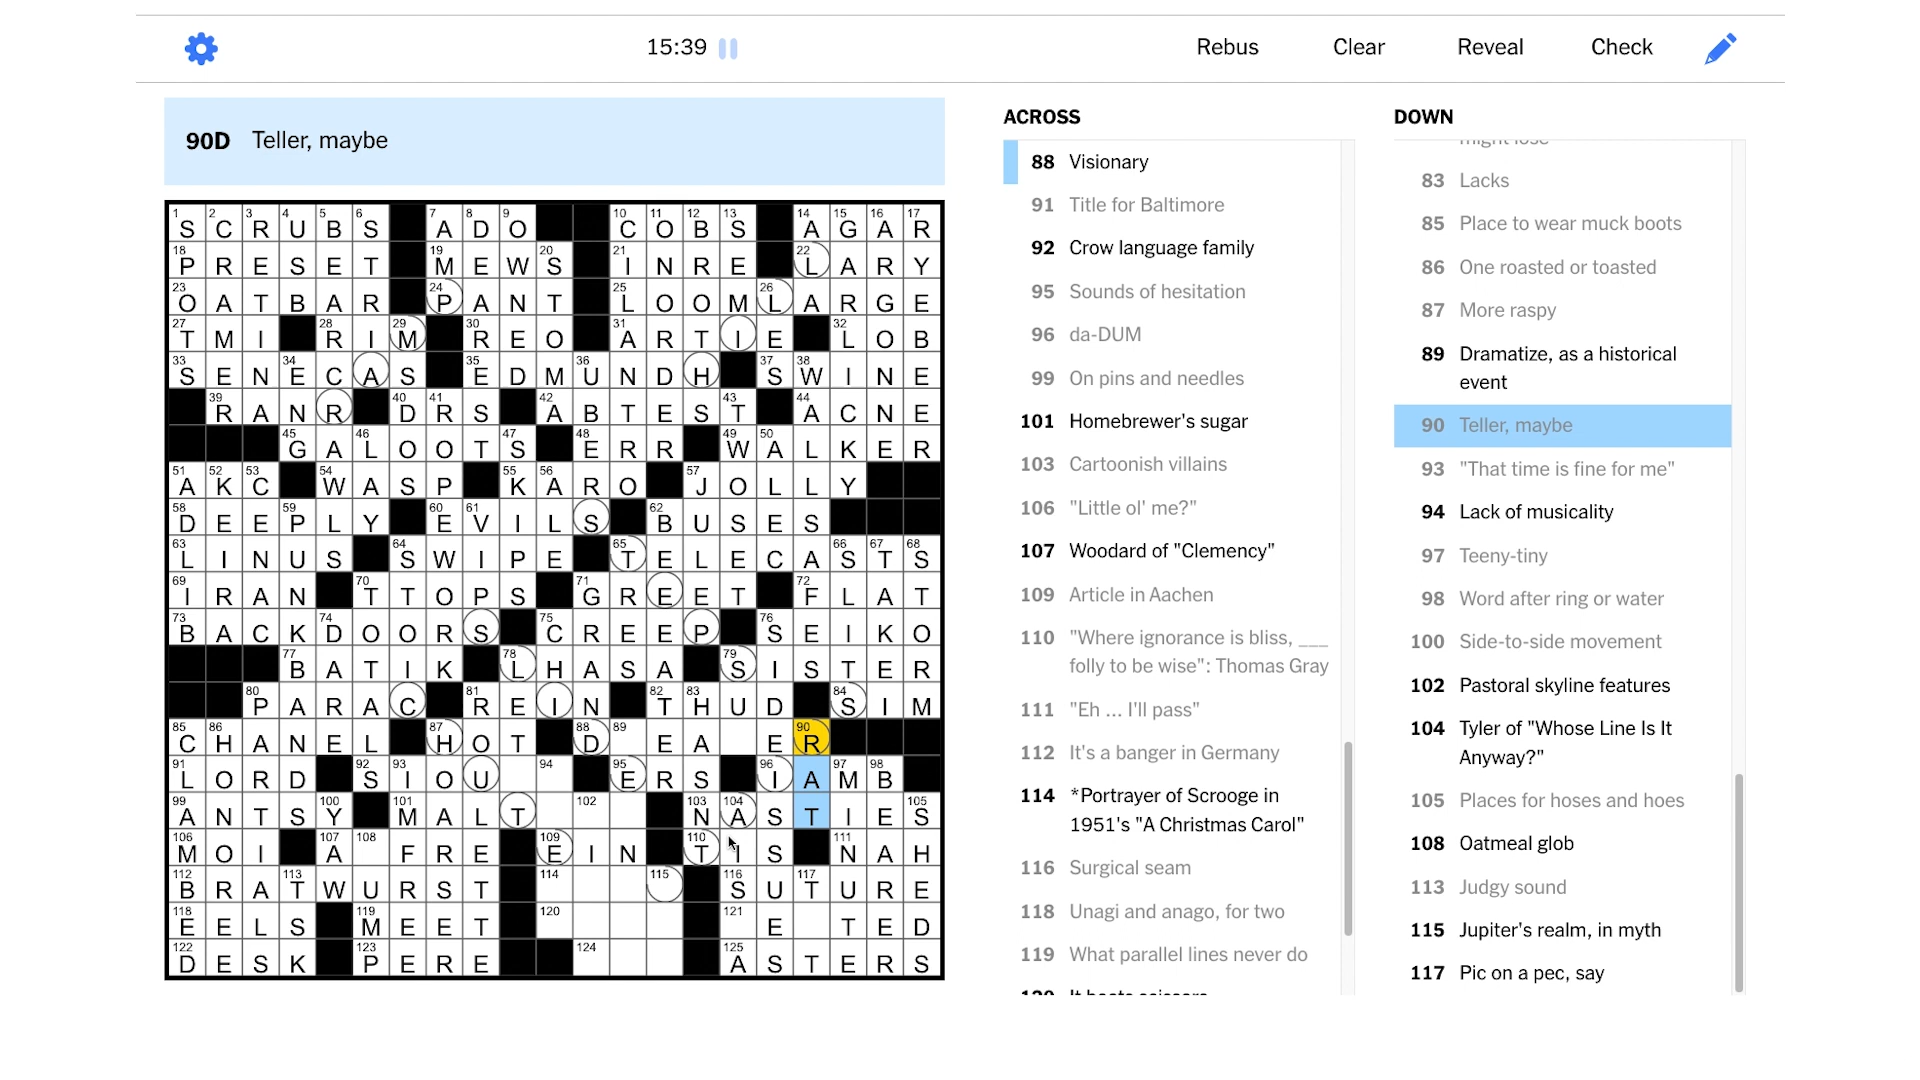 15:39 Rebus Clear Reveal Check
90D Teller, maybe
ACROSS
88 Visionary
91 Title for Baltimore
92 Crow language family
95 Sounds of hesitation
96 da-DUM
99 On pins and needles
101 Homebrewer's sugar
103 Cartoonish villains
106 "Little ol' me?"
107 Woodard of "Clemency"
109 Article in Aachen
110 "Where ignorance is bliss, ___
folly to be wise": Thomas Gray
111 "Eh ... I'll pass"
112 It's a banger in Germany
114 *Portrayer of Scrooge in
1951's "A Christmas Carol"
116 Surgical seam
118 Unagi and anago, for two
119 What parallel lines never do
DOWN
83 Lacks
85 Place to wear muck boots
86 One roasted or toasted
87 More raspy
89 Dramatize, as a historical
event
90 Teller, maybe
93 "That time is fine for me"
94 Lack of musicality
97 Teeny-tiny
98 Word after ring or water
100 Side-to-side movement
102 Pastoral skyline features
104 Tyler of "Whose Line Is It
Anyway?"
105 Places for hoses and hoes
108 Oatmeal glob
113 Judgy sound
115 Jupiter's realm, in myth
117 Pic on a pec, say
S C R U B S A D O C O B S A G A R
P R E S E T M E W S I N R E L A R Y
O A T B A R P A N T L O O M L A R G E
T M I R I M R E O A R T I E L O B
S E N E C A S E D M U N D H S W I N E
R A N R D R S A B T E S T A C N E
G A L O O T S E R R W A L K E R
A K C W A S P K A R O J O L L Y
D E E P L Y E V I L S B U S E S
L I N U S S W I P E T E L E C A S T S
I R A N T T O P S G R E E T F L A T
B A C K D O O R S C R E E P S E I K O
B A T I K L H A S A S I S T E R
P A R A C R E I N T H U D S I M
C H A N E L H O T D E A E R
L O R D S I O U E R S I A M B
A N T S Y M A L T N A S T I E S
M O I A F R E E I N T I S N A H
B R A T W U R S T S U T U R E
E E L S M E E T E T E D
D E S K P E R E A S T E R S